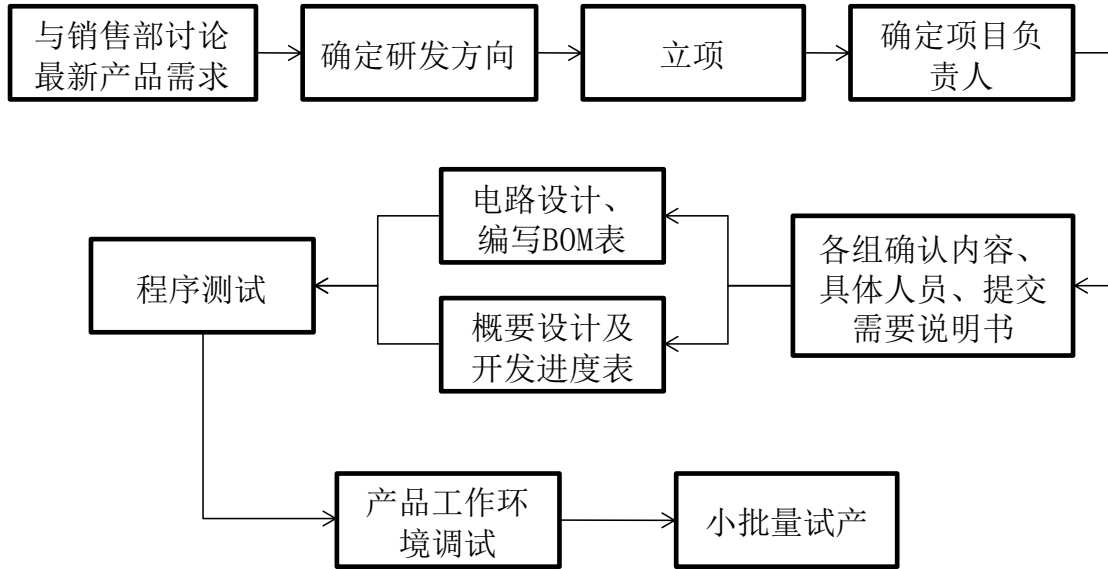 与销售部讨论
最新产品需求
确定研发方向
立项
确定项目负
责人
各组确认内容、
具体人员、提交
需要说明书
电路设计、
编写BOM表
概要设计及
开发进度表
程序测试
产品工作环
境调试
小批量试产